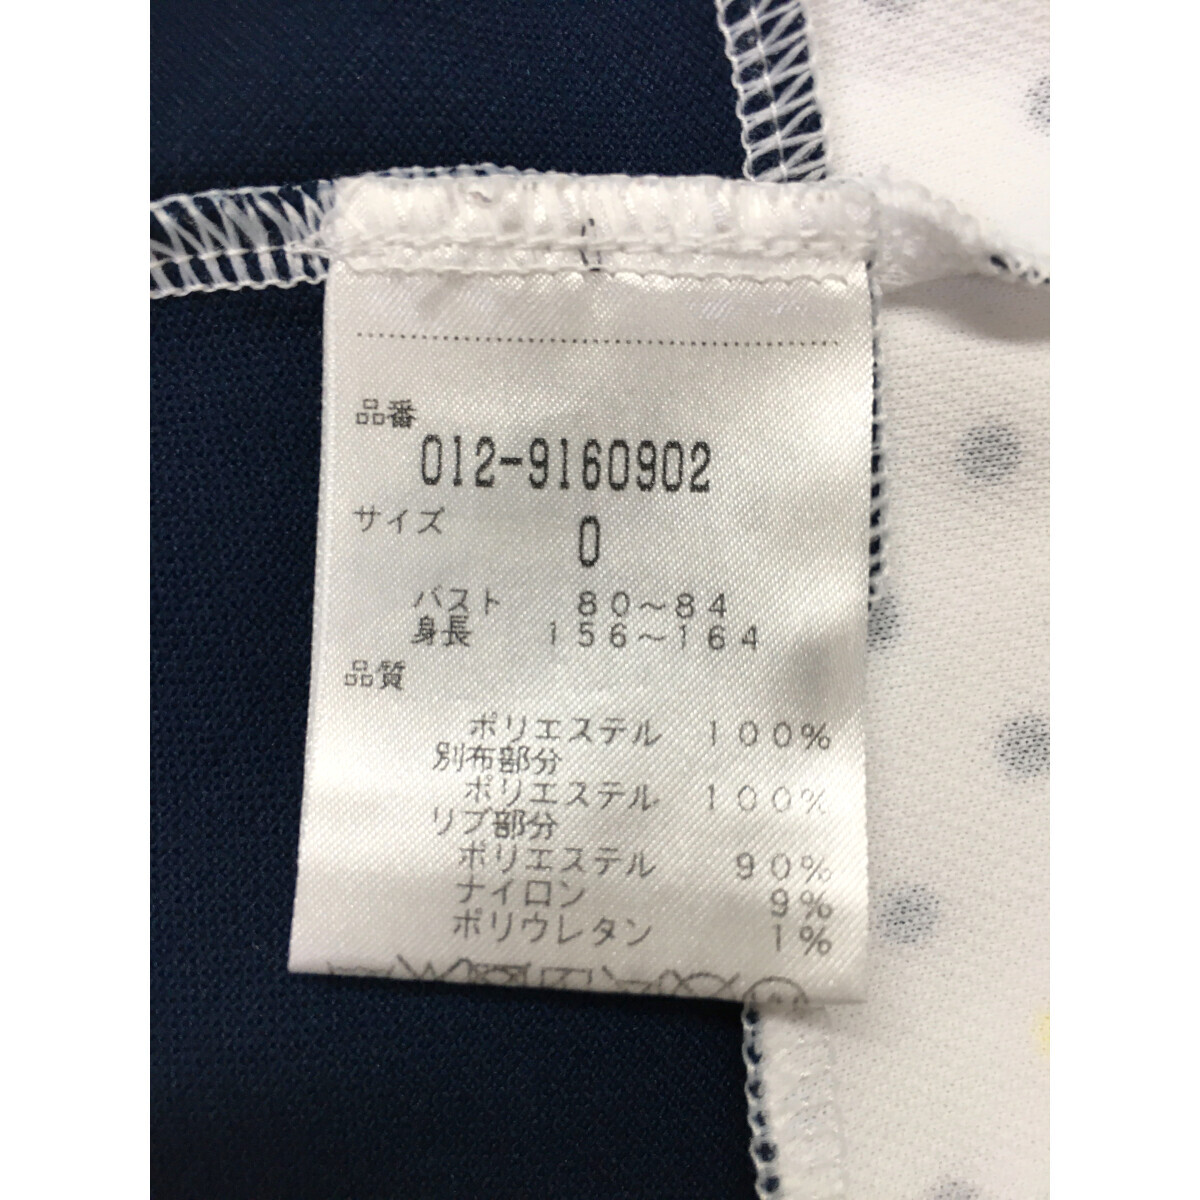 品番
012-9160902
サイズ
0
バスト 80～84
身長 156～164
品質
ポリエステル 100%
別布部分
ポリエステル 100%
リブ部分
ポリエステル 90%
ナイロン 9%
ポリウレタン 1%